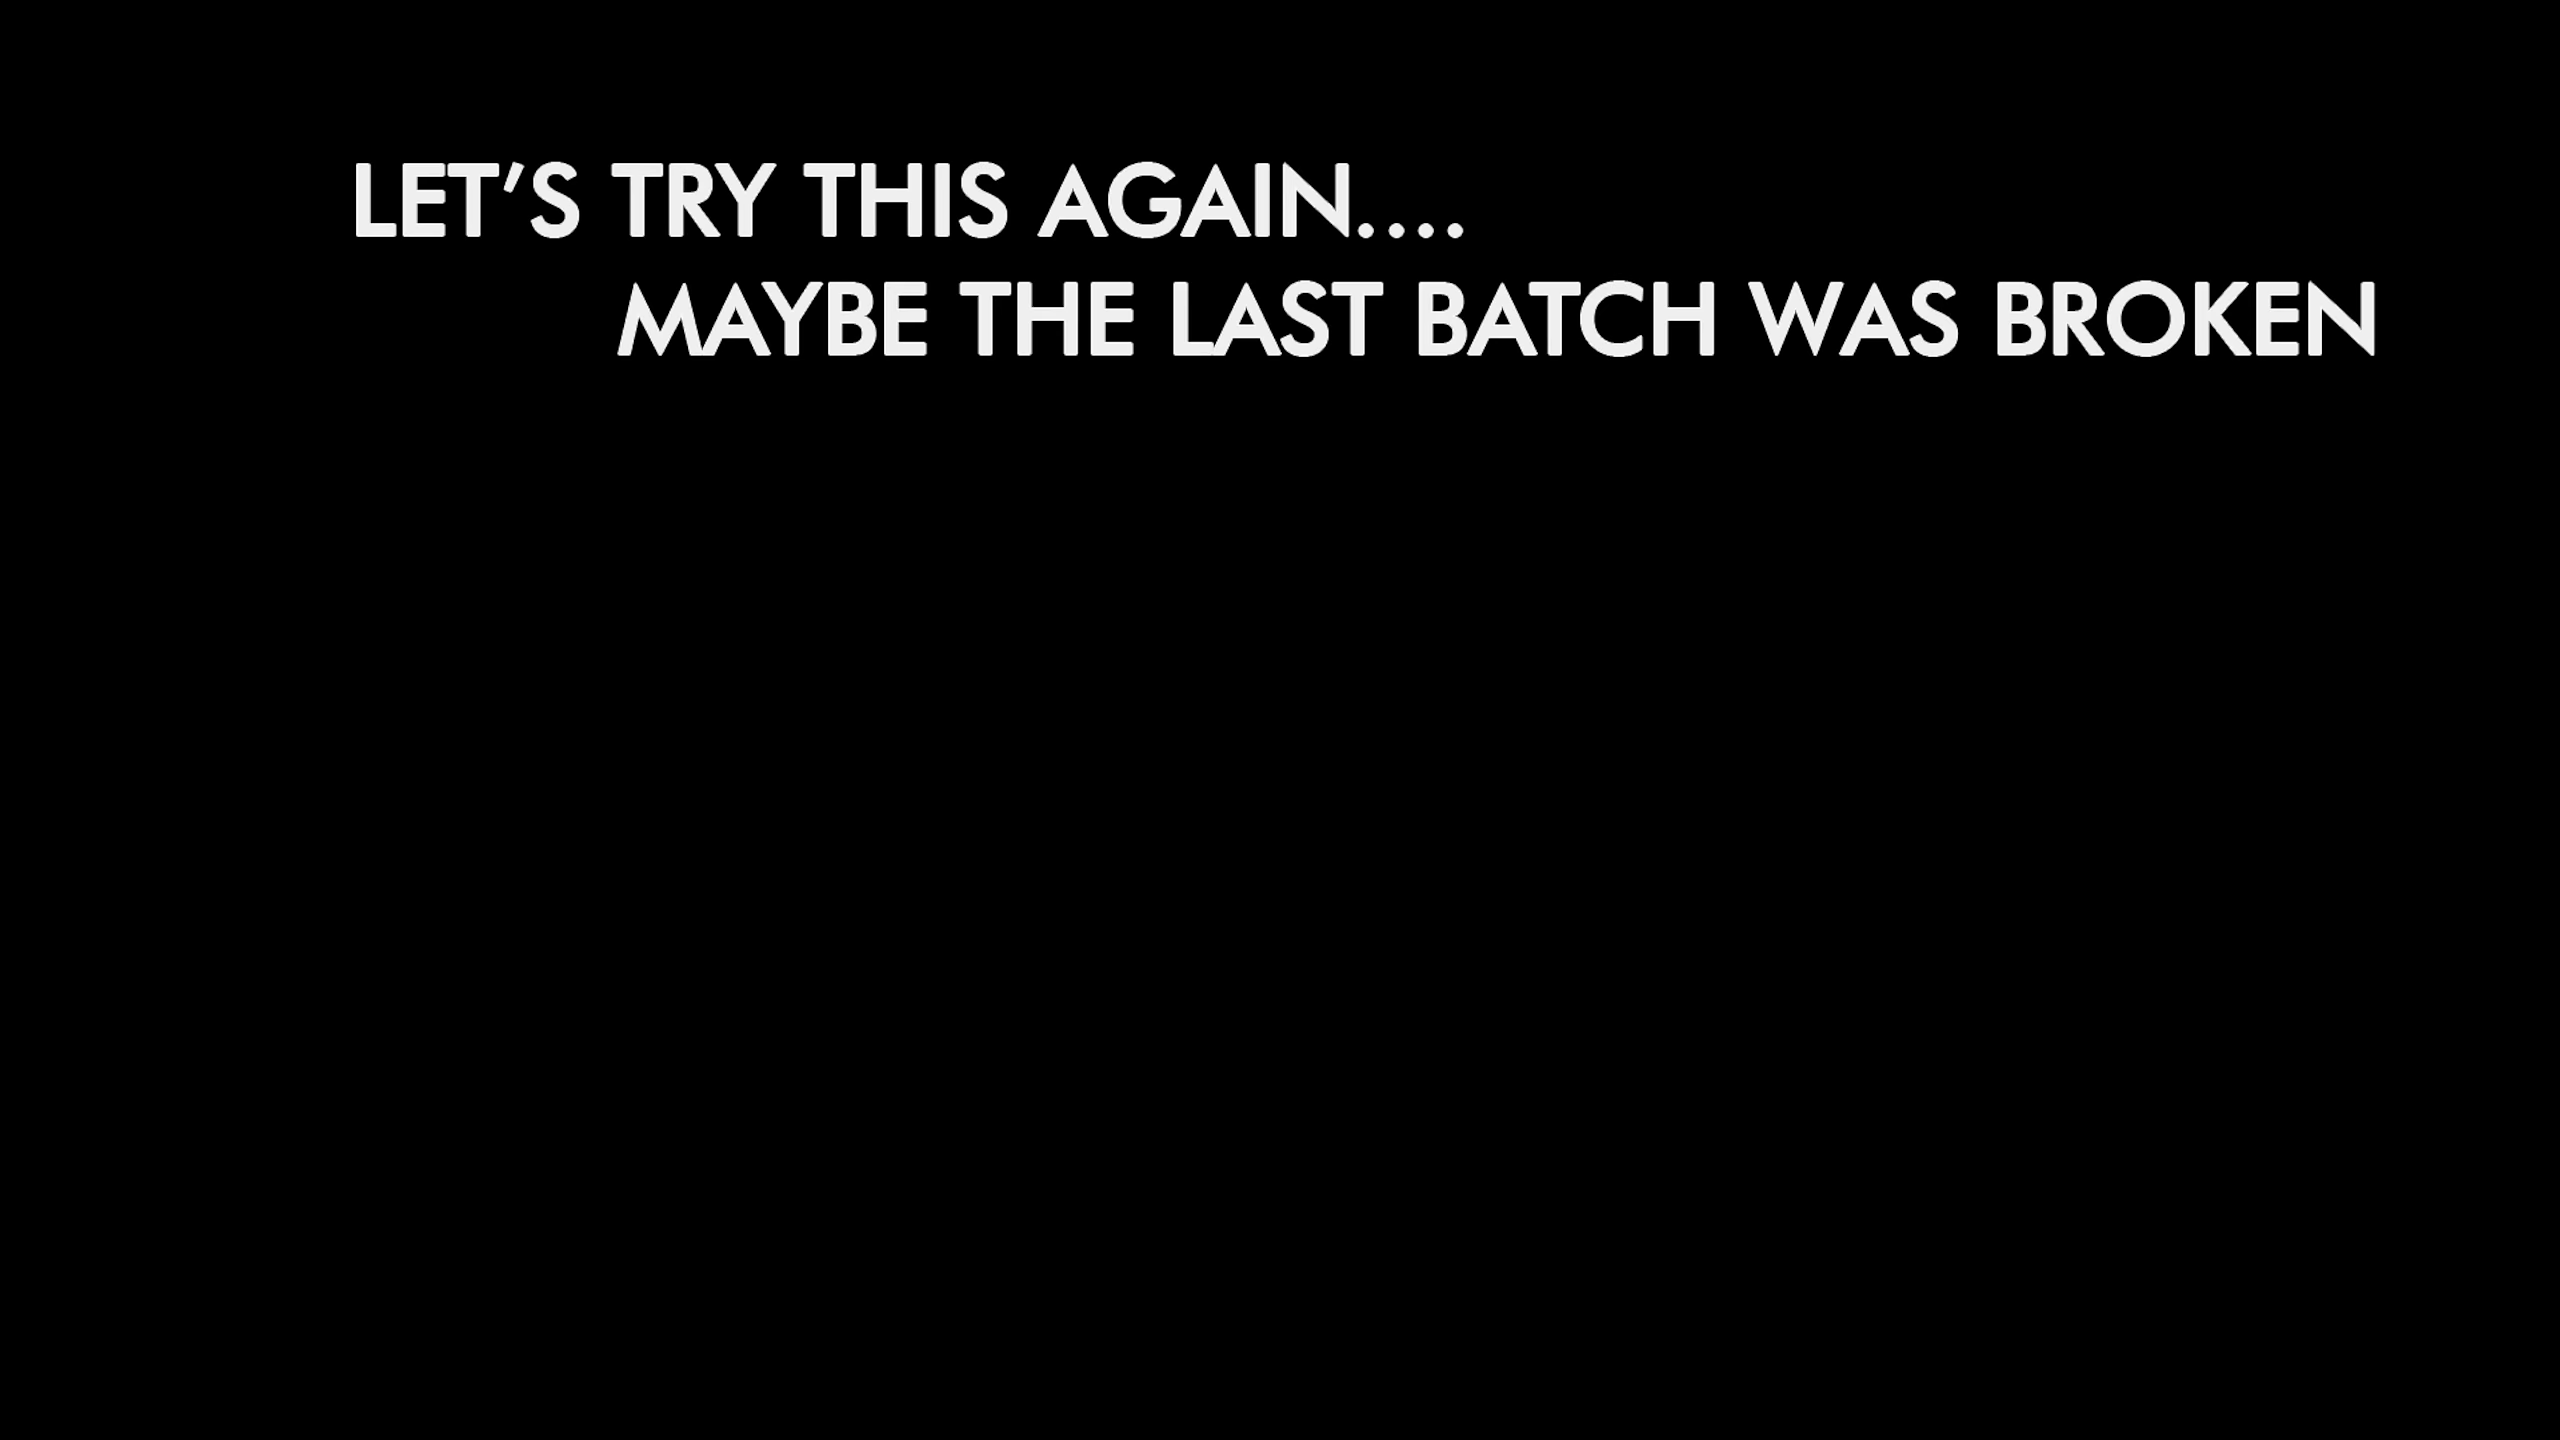 LET’S TRY THIS AGAIN....
MAYBE THE LAST BATCH WAS BROKEN